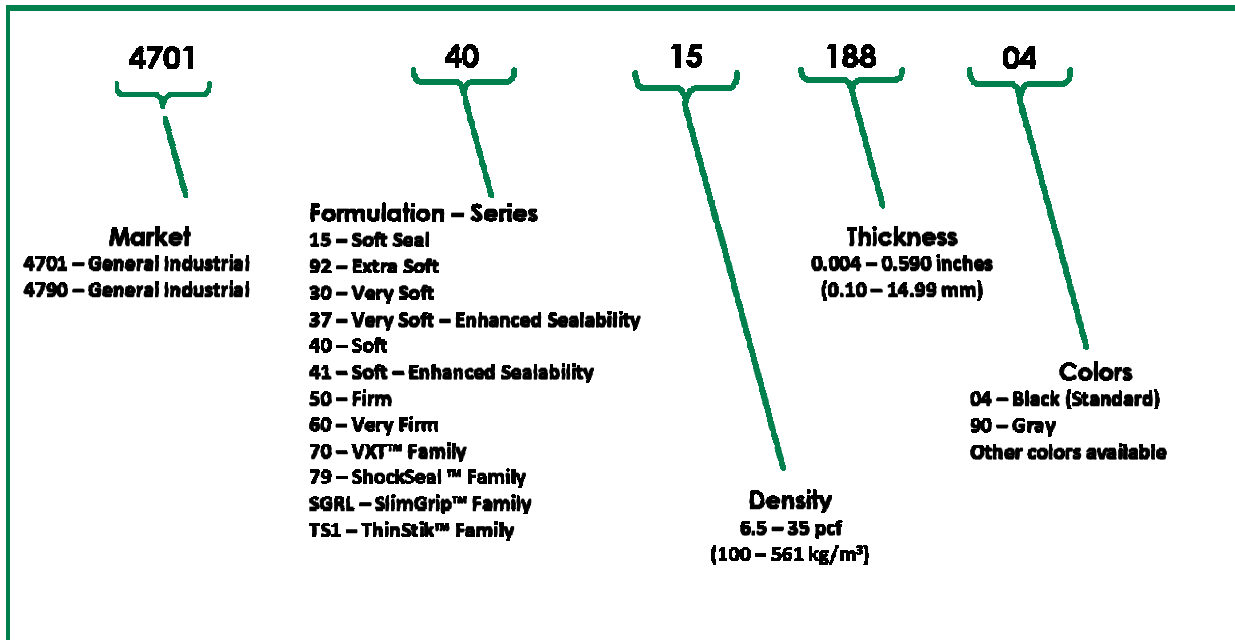 4701 40 15 188 04
Market
4701 – General Industrial
4790 – General Industrial
Formulation – Series
15 – Soft Seal
92 – Extra Soft
30 – Very Soft
37 – Very Soft – Enhanced Sealability
40 – Soft
41 – Soft – Enhanced Sealability
50 – Firm
60 – Very Firm
70 – VXT™ Family
79 – ShockSeal ™ Family
SGRL – SlimGrip™ Family
TS1 – ThinStik™ Family
Density
6.5 – 35 pcf
(100 – 561 kg/m³)
Thickness
0.004 – 0.590 inches
(0.10 – 14.99 mm)
Colors
04 – Black (Standard)
90 – Gray
Other colors available